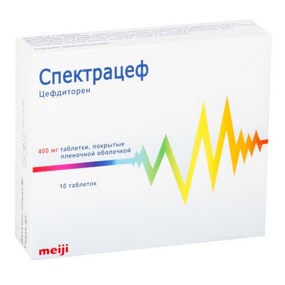 Спектрацеф
Цефдиторен
400 мг таблетки, покрытые
пленочной оболочкой
10 таблеток
meiji